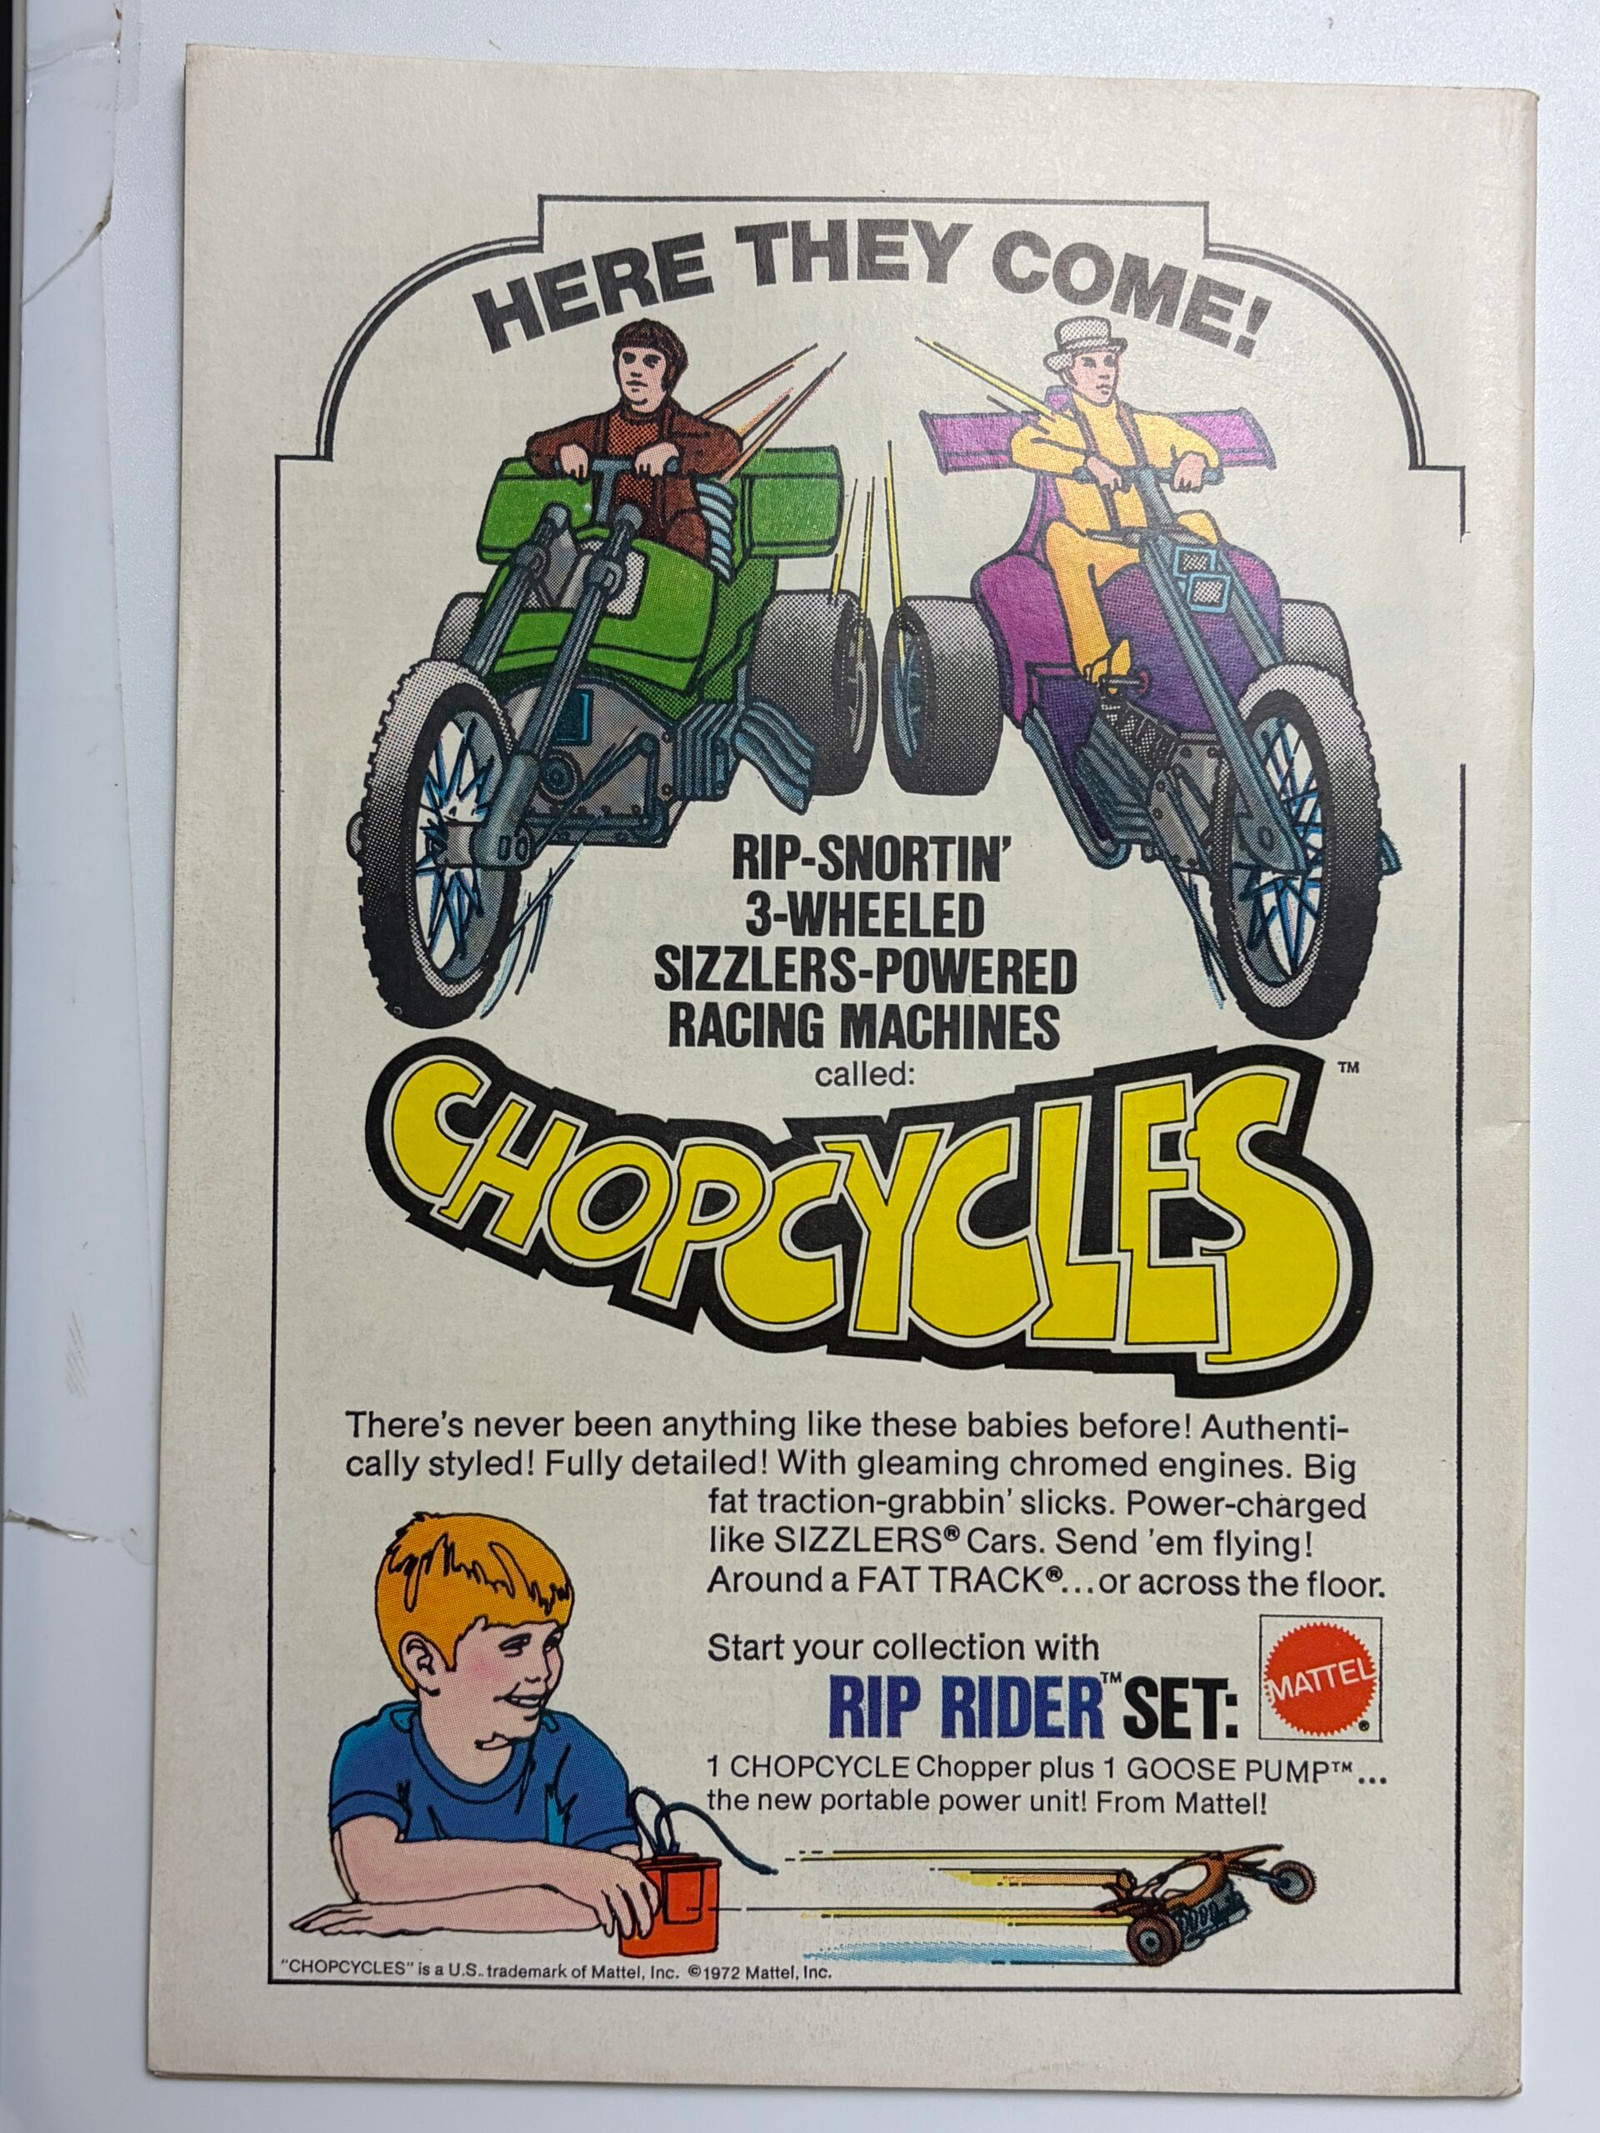 HERE THEY COME!
RIP-SNORTIN'
3-WHEELED
SIZZLERS-POWERED
RACING MACHINES
called:
CHOPCYCLES™
There's never been anything like these babies before! Authenti-
cally styled! Fully detailed! With gleaming chromed engines. Big
fat traction-grabbin' slicks. Power-charged
like SIZZLERS® Cars. Send 'em flying!
Around a FAT TRACK®...or across the floor.
Start your collection with
RIP RIDER™ SET:
MATTEL®
1 CHOPCYCLE Chopper plus 1 GOOSE PUMP™...
the new portable power unit! From Mattel!
"CHOPCYCLES" is a U.S. trademark of Mattel, Inc. ©1972 Mattel, Inc.